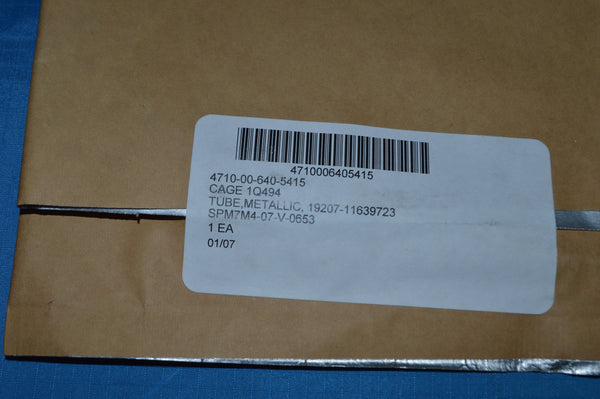 4710006405415
4710-00-640-5415
CAGE 1Q494
TUBE,METALLIC, 19207-11639723
SPM7M4-07-V-0653
1 EA
01/07